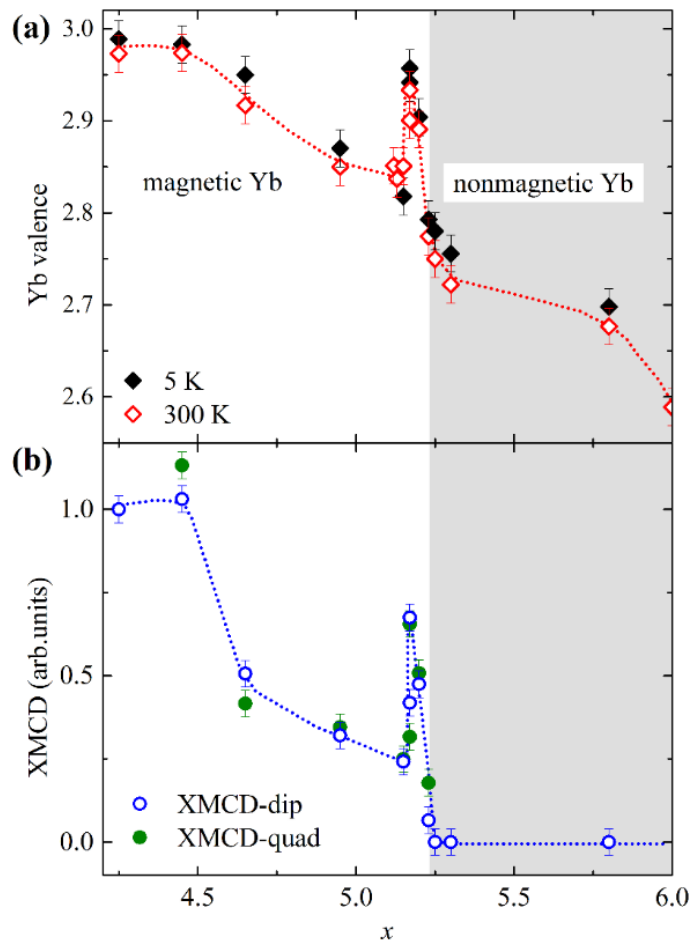 (a)
3.0
2.9
2.8
2.7
2.6
Yb valence
magnetic Yb
nonmagnetic Yb
5 K
300 K
(b)
1.0
0.5
0.0
XMCD (arb.units)
XMCD-dip
XMCD-quad
4.5
5.0
5.5
6.0
x